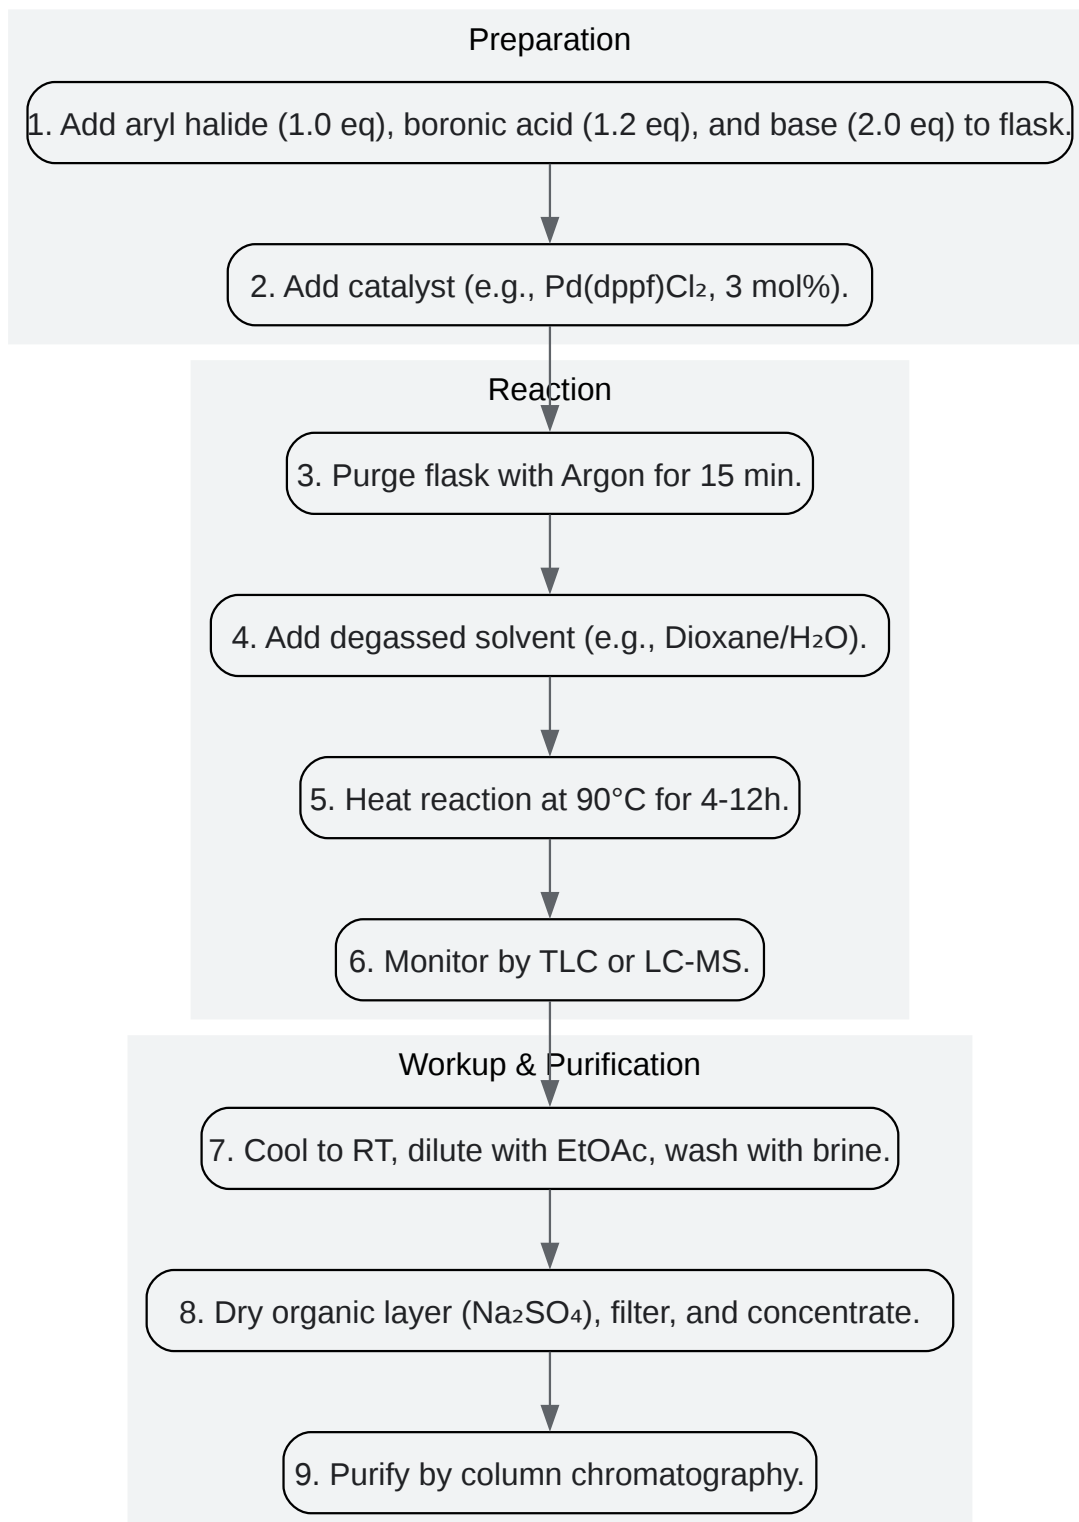 Preparation
1. Add aryl halide (1.0 eq), boronic acid (1.2 eq), and base (2.0 eq) to flask.
2. Add catalyst (e.g., Pd(dppf)Cl₂, 3 mol%).
Reaction
3. Purge flask with Argon for 15 min.
4. Add degassed solvent (e.g., Dioxane/H₂O).
5. Heat reaction at 90°C for 4-12h.
6. Monitor by TLC or LC-MS.
Workup & Purification
7. Cool to RT, dilute with EtOAc, wash with brine.
8. Dry organic layer (Na₂SO₄), filter, and concentrate.
9. Purify by column chromatography.